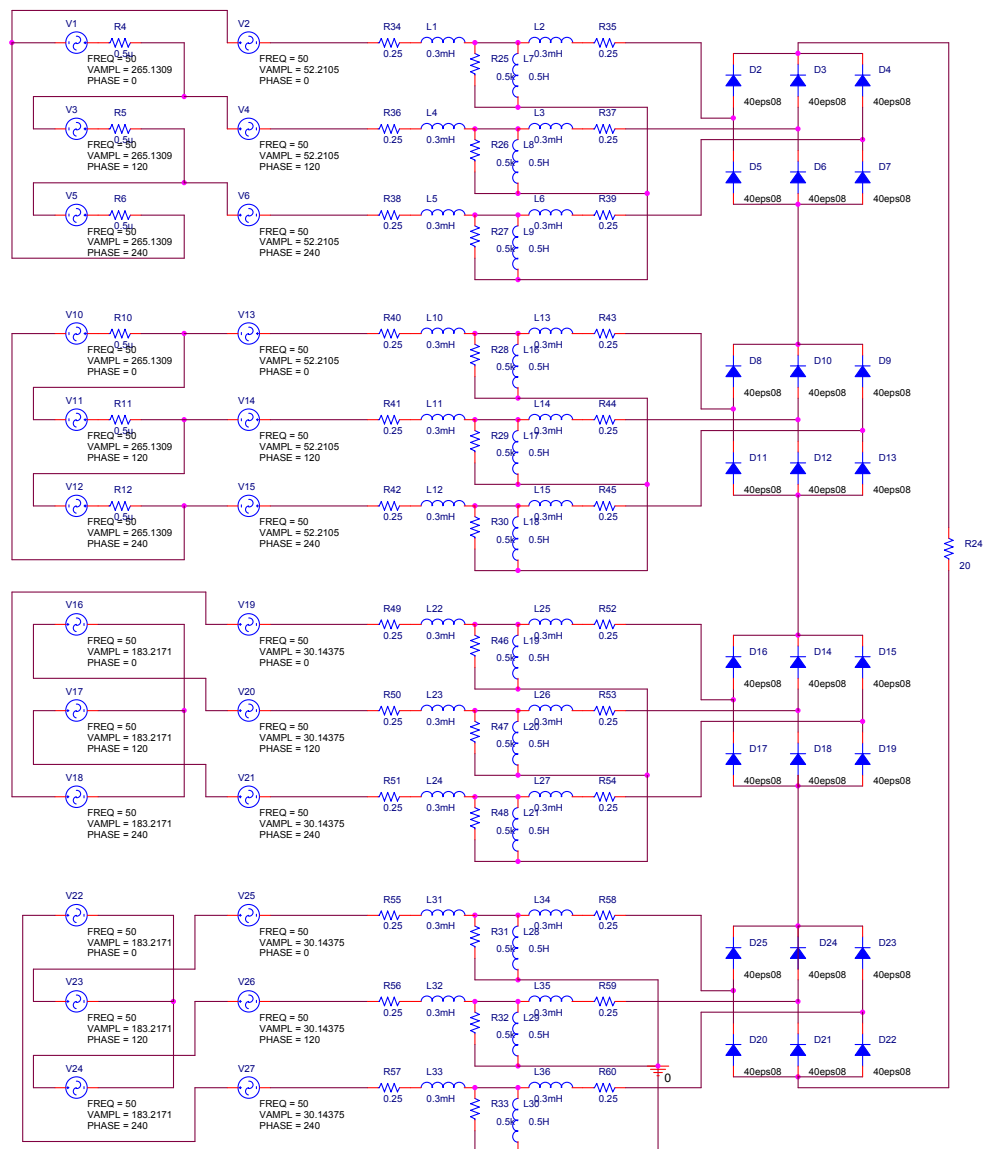 V1
R4
0.5u
FREQ = 50
VAMPL = 265.1309
PHASE = 0
V2
FREQ = 50
VAMPL = 52.2105
PHASE = 0
R34
0.25
L1
0.3mH
R25
0.5k
L7
0.5H
L2
0.3mH
R35
0.25
D2
40eps08
D3
40eps08
D4
40eps08
V3
R5
0.5u
FREQ = 50
VAMPL = 265.1309
PHASE = 120
V4
FREQ = 50
VAMPL = 52.2105
PHASE = 120
R36
0.25
L4
0.3mH
R26
0.5k
L8
0.5H
L3
0.3mH
R37
0.25
D5
40eps08
D6
40eps08
D7
40eps08
V5
R6
0.5u
FREQ = 50
VAMPL = 265.1309
PHASE = 240
V6
FREQ = 50
VAMPL = 52.2105
PHASE = 240
R38
0.25
L5
0.3mH
R27
0.5k
L9
0.5H
L6
0.3mH
R39
0.25
V10
R10
0.5u
FREQ = 50
VAMPL = 265.1309
PHASE = 0
V13
FREQ = 50
VAMPL = 52.2105
PHASE = 0
R40
0.25
L10
0.3mH
R28
0.5k
L16
0.5H
L13
0.3mH
R43
0.25
D8
40eps08
D10
40eps08
D9
40eps08
V11
R11
0.5u
FREQ = 50
VAMPL = 265.1309
PHASE = 120
V14
FREQ = 50
VAMPL = 52.2105
PHASE = 120
R41
0.25
L11
0.3mH
R29
0.5k
L17
0.5H
L14
0.3mH
R44
0.25
D11
40eps08
D12
40eps08
D13
40eps08
V12
R12
0.5u
FREQ = 50
VAMPL = 265.1309
PHASE = 240
V15
FREQ = 50
VAMPL = 52.2105
PHASE = 240
R42
0.25
L12
0.3mH
R30
0.5k
L18
0.5H
L15
0.3mH
R45
0.25
R24
20
V16
FREQ = 50
VAMPL = 183.2171
PHASE = 0
V19
FREQ = 50
VAMPL = 30.14375
PHASE = 0
R49
0.25
L22
0.3mH
R46
0.5k
L19
0.5H
L25
0.3mH
R52
0.25
D16
40eps08
D14
40eps08
D15
40eps08
V17
FREQ = 50
VAMPL = 183.2171
PHASE = 120
V20
FREQ = 50
VAMPL = 30.14375
PHASE = 120
R50
0.25
L23
0.3mH
R47
0.5k
L20
0.5H
L26
0.3mH
R53
0.25
D17
40eps08
D18
40eps08
D19
40eps08
V18
FREQ = 50
VAMPL = 183.2171
PHASE = 240
V21
FREQ = 50
VAMPL = 30.14375
PHASE = 240
R51
0.25
L24
0.3mH
R48
0.5k
L21
0.5H
L27
0.3mH
R54
0.25
V22
FREQ = 50
VAMPL = 183.2171
PHASE = 0
V25
FREQ = 50
VAMPL = 30.14375
PHASE = 0
R55
0.25
L31
0.3mH
R31
0.5k
L28
0.5H
L34
0.3mH
R58
0.25
D25
40eps08
D24
40eps08
D23
40eps08
V23
FREQ = 50
VAMPL = 183.2171
PHASE = 120
V26
FREQ = 50
VAMPL = 30.14375
PHASE = 120
R56
0.25
L32
0.3mH
R32
0.5k
L29
0.5H
L35
0.3mH
R59
0.25
D20
40eps08
D21
40eps08
D22
40eps08
V24
FREQ = 50
VAMPL = 183.2171
PHASE = 240
V27
FREQ = 50
VAMPL = 30.14375
PHASE = 240
R57
0.25
L33
0.3mH
R33
0.5k
L30
0.5H
L36
0.3mH
R60
0.25
0